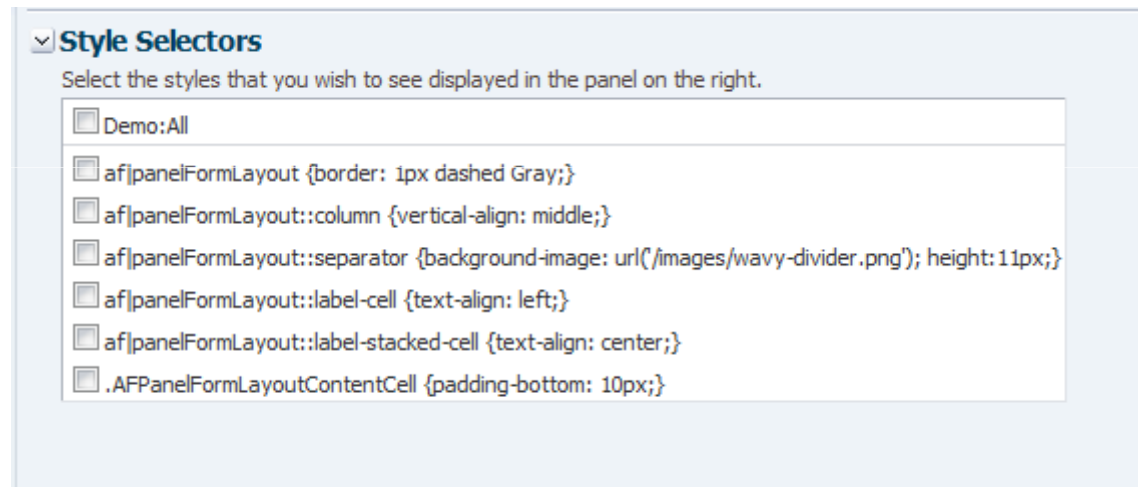 Style Selectors
Select the styles that you wish to see displayed in the panel on the right.
Demo:All
af|panelFormLayout {border: 1px dashed Gray;}
af|panelFormLayout::column {vertical-align: middle;}
af|panelFormLayout::separator {background-image: url('/images/wavy-divider.png'); height:11px;}
af|panelFormLayout::label-cell {text-align: left;}
af|panelFormLayout::label-stacked-cell {text-align: center;}
.AFPanelFormLayoutContentCell {padding-bottom: 10px;}